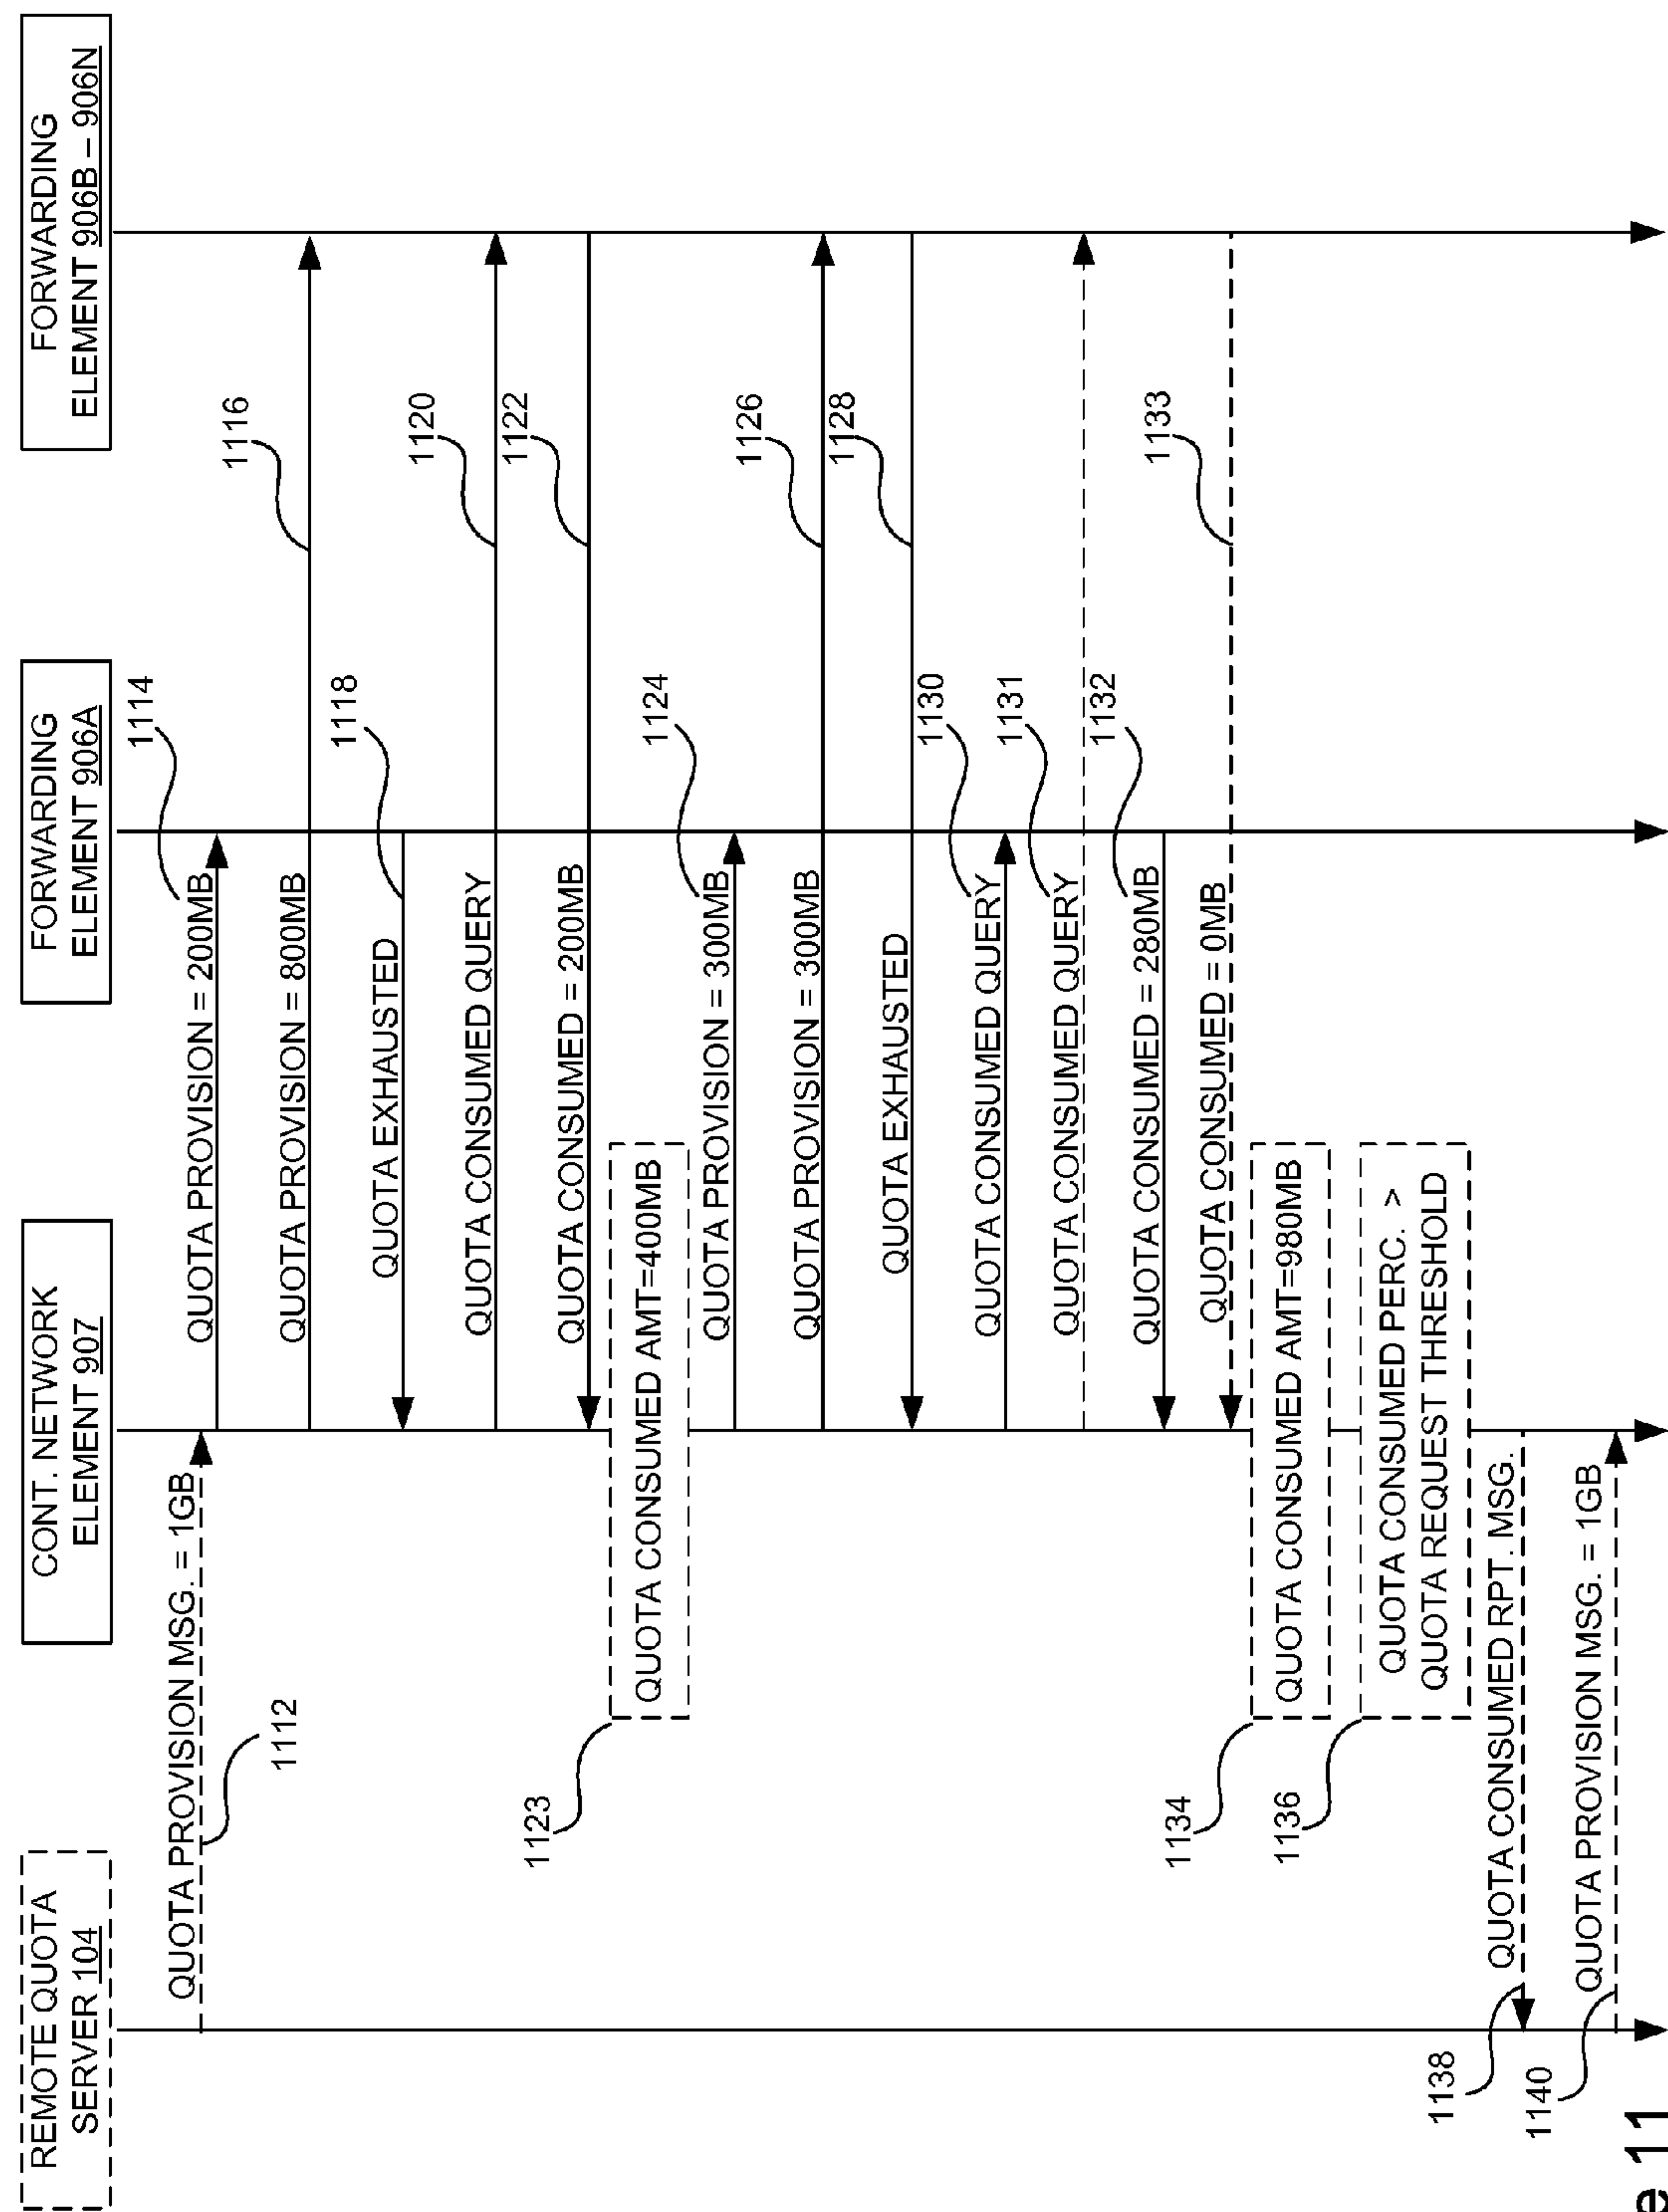 REMOTE QUOTA
SERVER 104
CONT. NETWORK
ELEMENT 907
FORWARDING
ELEMENT 906A
FORWARDING
ELEMENT 906B – 906N
QUOTA PROVISION MSG. = 1GB
1112
QUOTA PROVISION = 200MB
1114
QUOTA PROVISION = 800MB
1116
QUOTA EXHAUSTED
1118
QUOTA CONSUMED QUERY
1120
QUOTA CONSUMED = 200MB
1122
QUOTA CONSUMED AMT=400MB
1123
QUOTA PROVISION = 300MB
1124
QUOTA PROVISION = 300MB
1126
QUOTA EXHAUSTED
1128
QUOTA CONSUMED QUERY
1130
QUOTA CONSUMED QUERY
1131
QUOTA CONSUMED = 280MB
1132
QUOTA CONSUMED = 0MB
1133
QUOTA CONSUMED AMT=980MB
1134
QUOTA CONSUMED PERC. >
QUOTA REQUEST THRESHOLD
1136
QUOTA CONSUMED RPT. MSG.
1138
QUOTA PROVISION MSG. = 1GB
1140
e 11